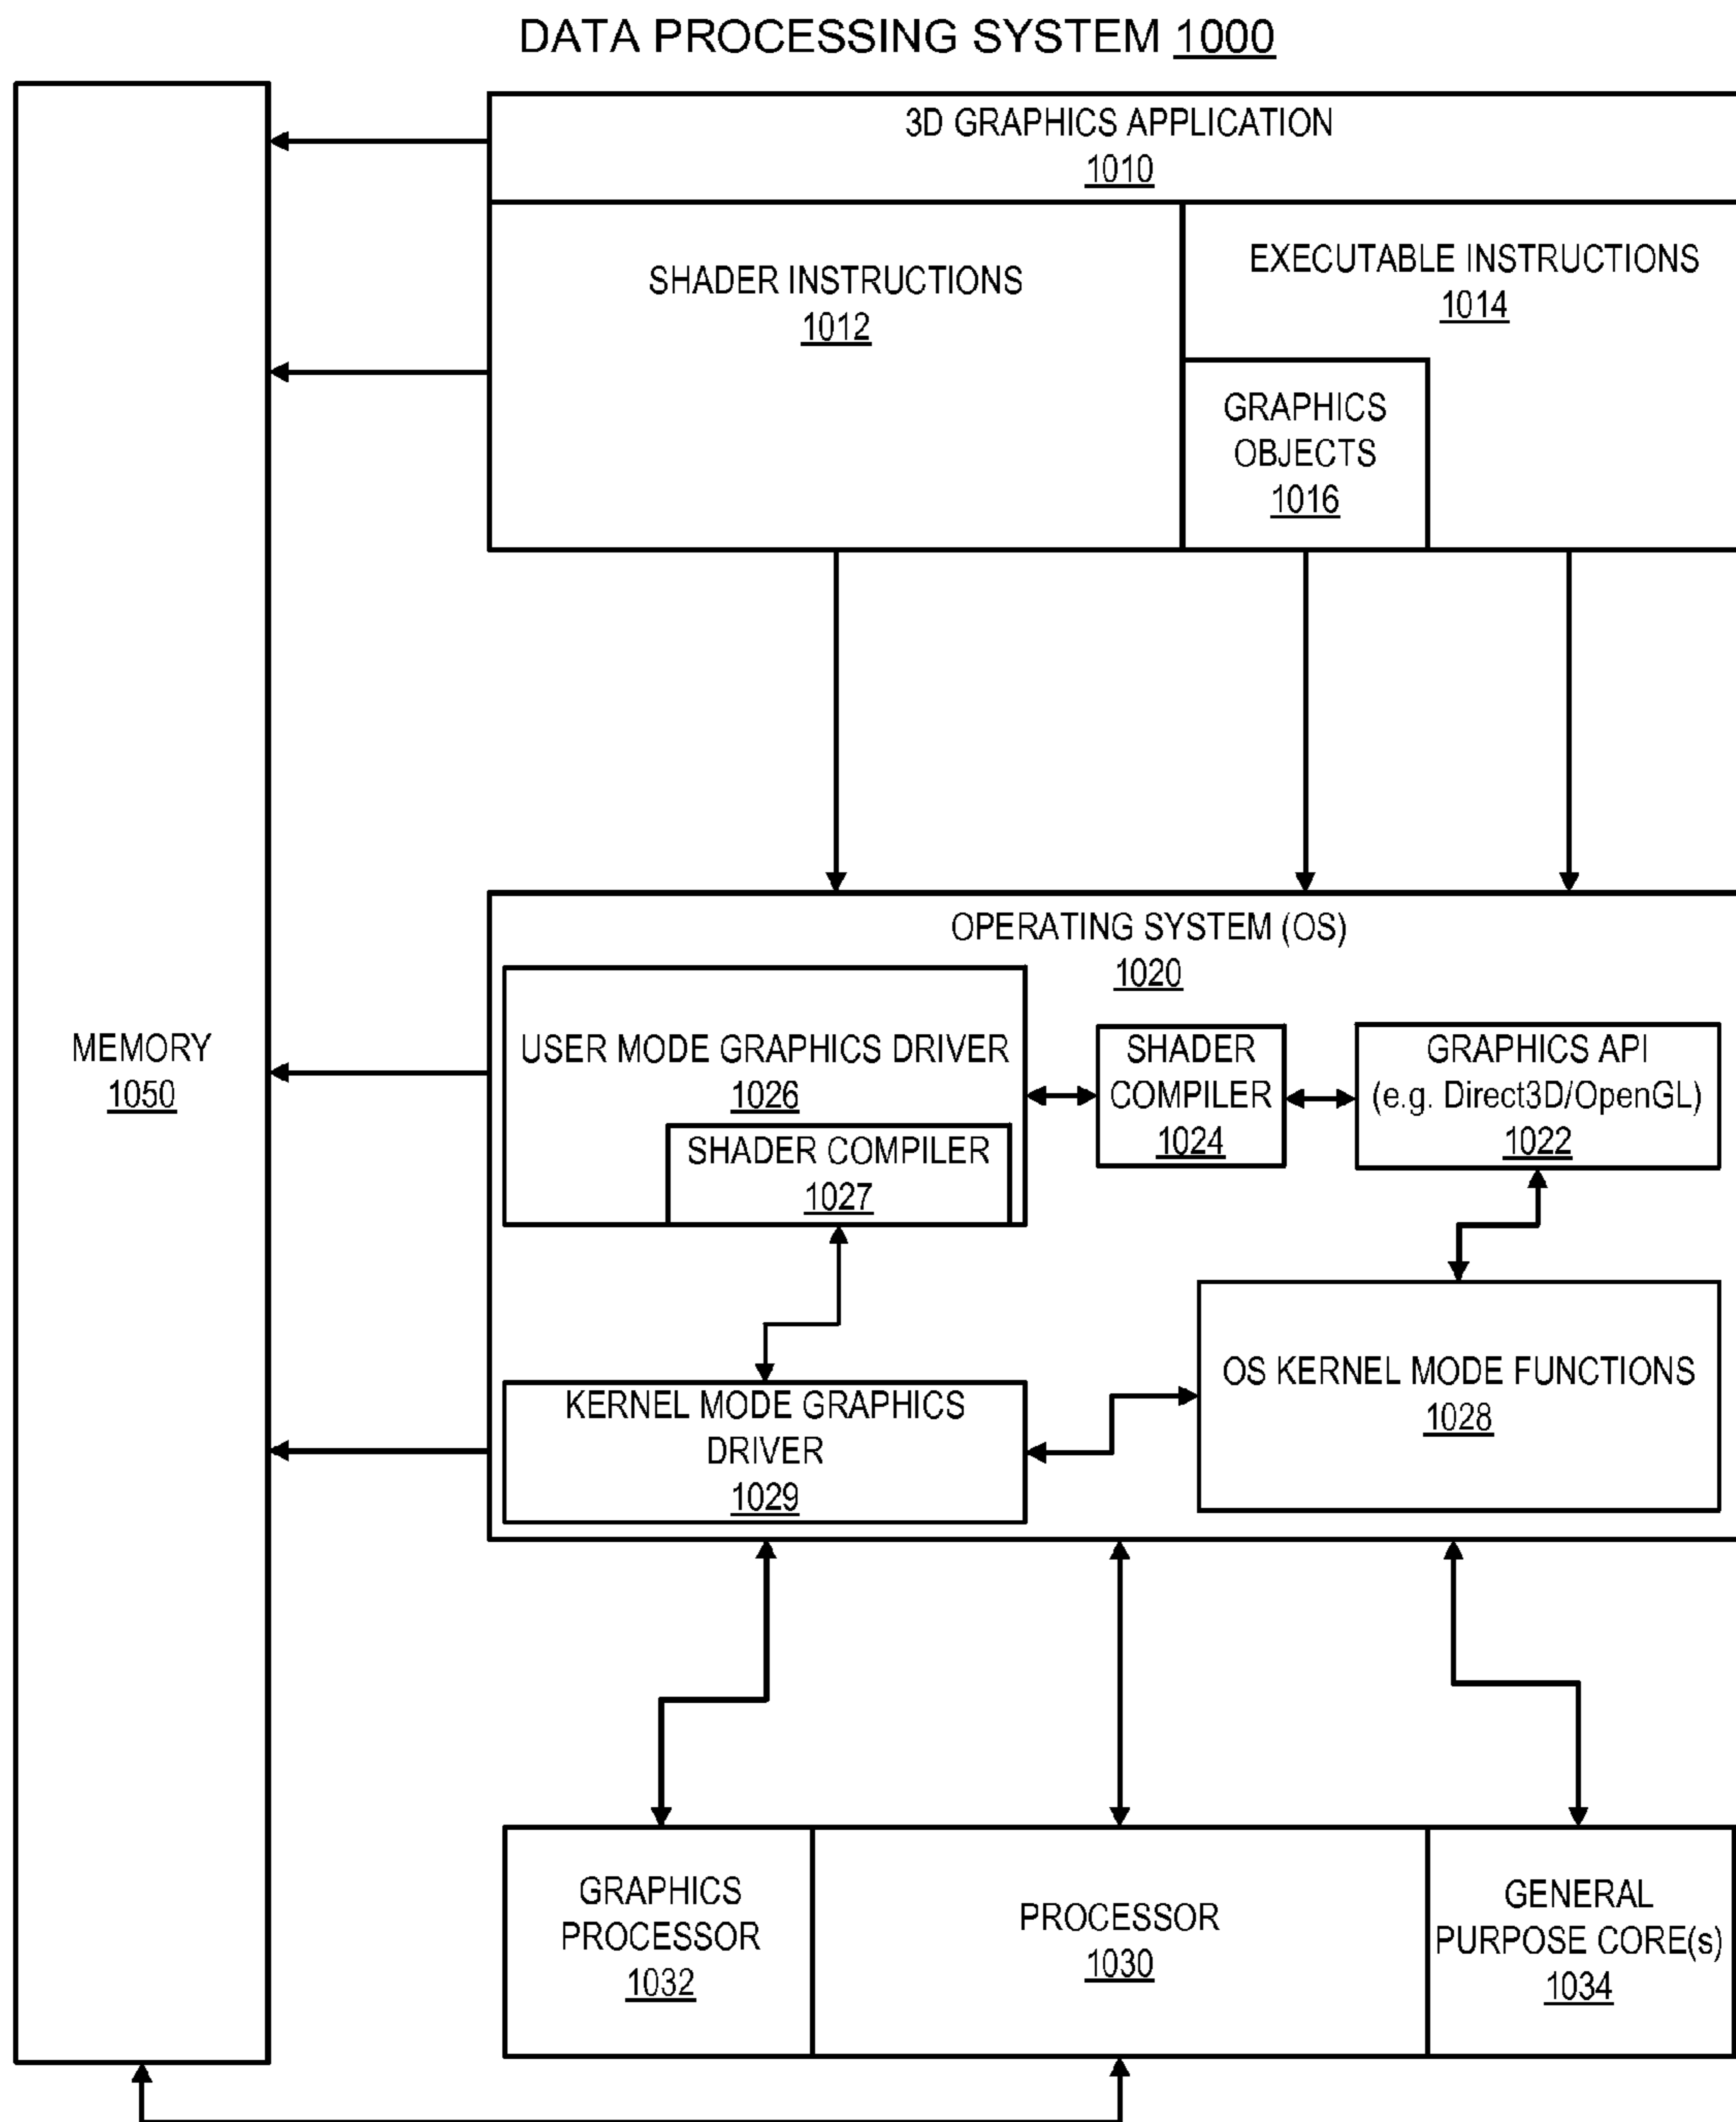 DATA PROCESSING SYSTEM 1000
3D GRAPHICS APPLICATION
1010
SHADER INSTRUCTIONS
1012
EXECUTABLE INSTRUCTIONS
1014
GRAPHICS
OBJECTS
1016
MEMORY
1050
OPERATING SYSTEM (OS)
1020
USER MODE GRAPHICS DRIVER
1026
SHADER COMPILER
1027
SHADER
COMPILER
1024
GRAPHICS API
(e.g. Direct3D/OpenGL)
1022
KERNEL MODE GRAPHICS
DRIVER
1029
OS KERNEL MODE FUNCTIONS
1028
GRAPHICS
PROCESSOR
1032
PROCESSOR
1030
GENERAL
PURPOSE CORE(s)
1034